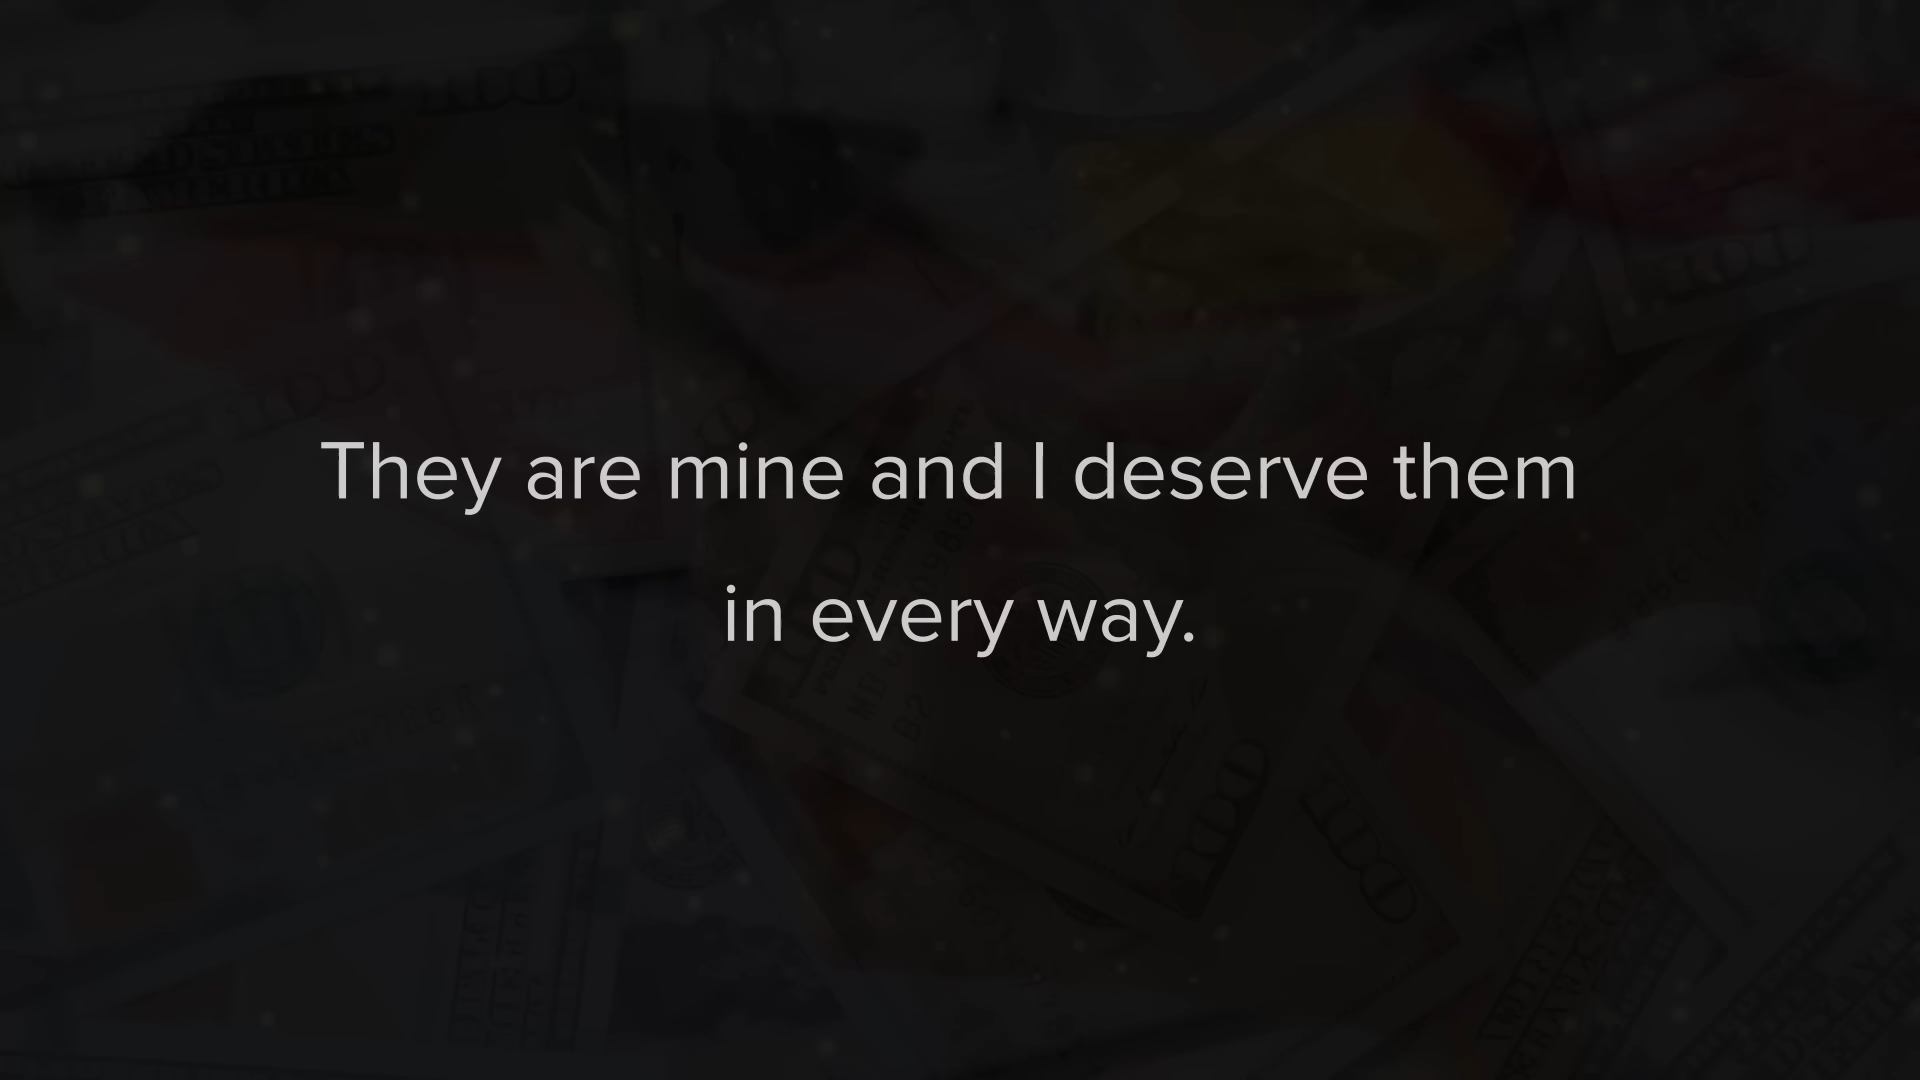 They are mine and I deserve them
in every way.